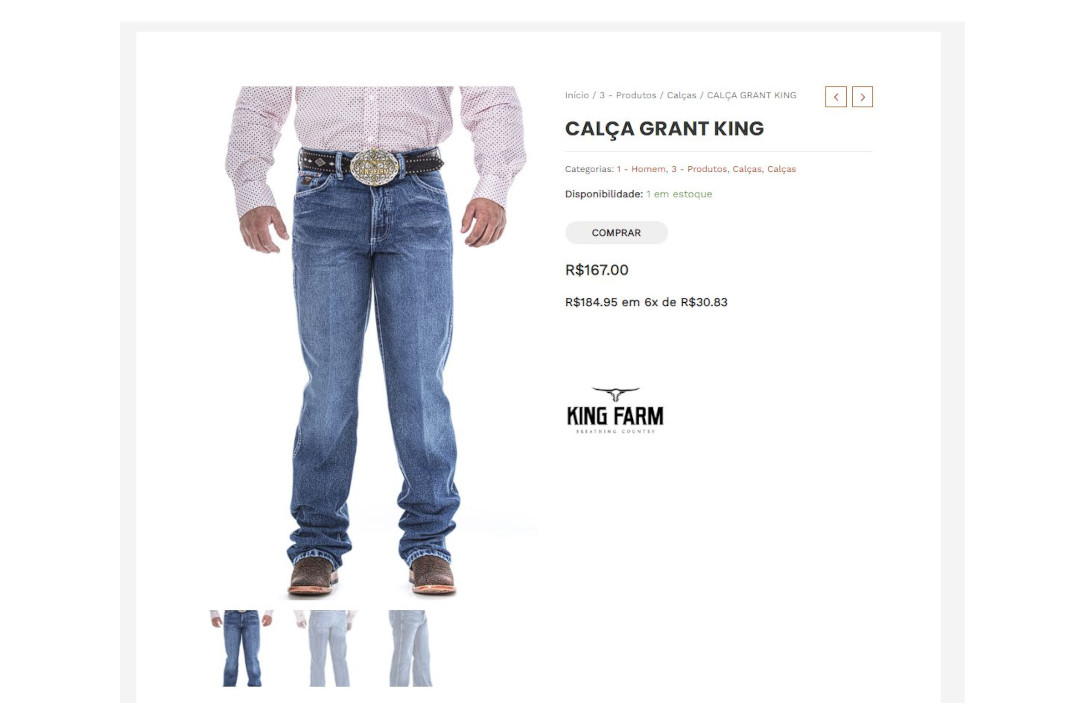 Início / 3 - Produtos / Calças / CALÇA GRANT KING
CALÇA GRANT KING
Categorias: 1 - Homem, 3 - Produtos, Calças, Calças
Disponibilidade: 1 em estoque
COMPRAR
R$167.00
R$184.95 em 6x de R$30.83
KING FARM
BREATHING COUNTRY